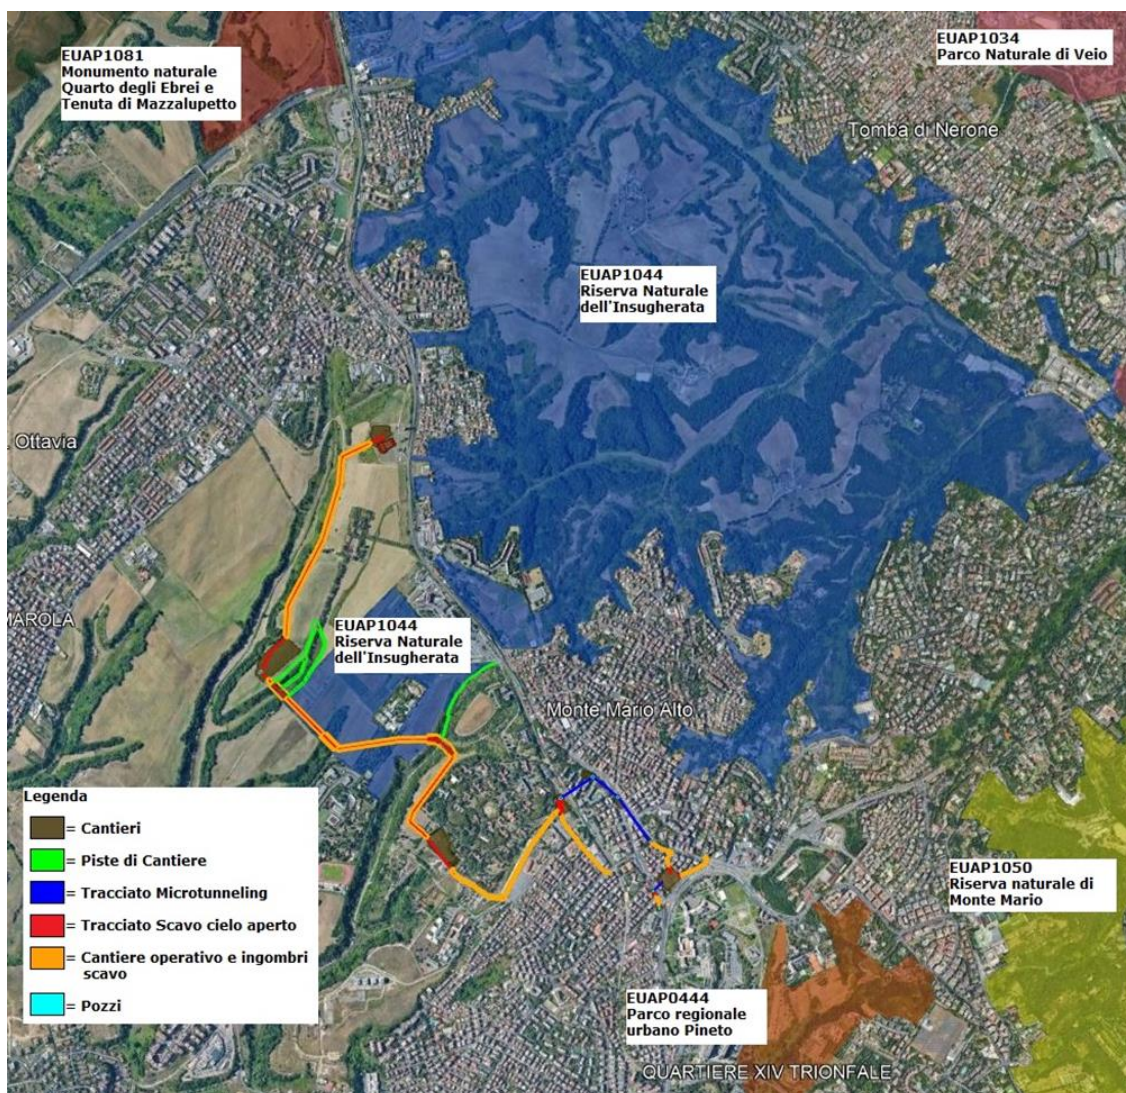 EUAP1081
Monumento naturale
Quarto degli Ebrei e
Tenuta di Mazzalupetto
EUAP1034
Parco Naturale di Veio
Tomba di Nerone
EUAP1044
Riserva Naturale
dell'Insugherata
Ottavia
MAROLA
EUAP1044
Riserva Naturale
dell'Insugherata
Monte Mario Alto
Legenda
= Cantieri
= Piste di Cantiere
= Tracciato Microtunneling
= Tracciato Scavo cielo aperto
= Cantiere operativo e ingombri
scavo
= Pozzi
EUAP1050
Riserva naturale di
Monte Mario
EUAP0444
Parco regionale
urbano Pineto
QUARTIERE XIV TRIONFALE